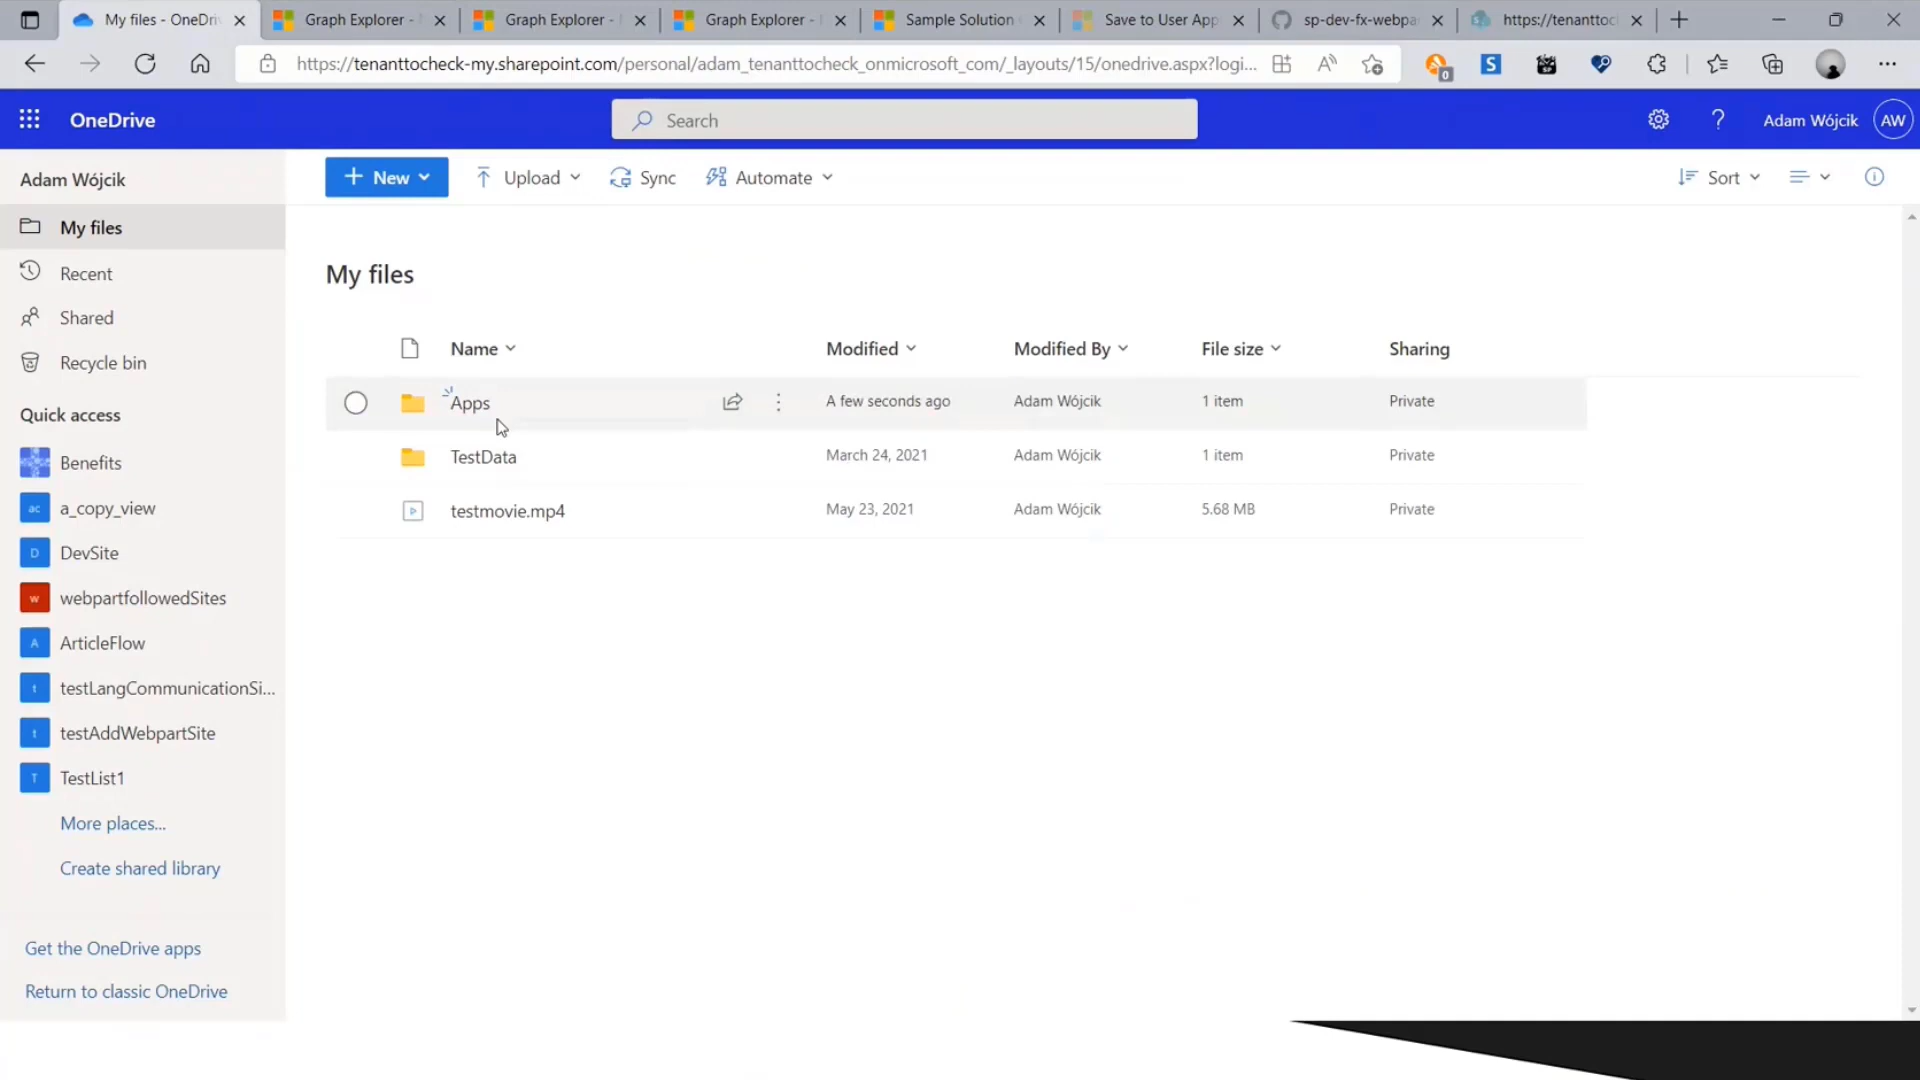 My files - OneDriv
Graph Explorer -
Graph Explorer -
Graph Explorer -
Sample Solution
Save to User App
sp-dev-fx-webpa
https://tenanttoc
https://tenanttocheck-my.sharepoint.com/personal/adam_tenanttocheck_onmicrosoft_com/_layouts/15/onedrive.aspx?logi...
0
S
OneDrive
Search
Adam Wójcik
AW
Adam Wójcik
New
Upload
Sync
Automate
Sort
My files
Recent
Shared
Recycle bin
Quick access
Benefits
ac a_copy_view
D DevSite
w webpartfollowedSites
A ArticleFlow
t testLangCommunicationSi...
t testAddWebpartSite
T TestList1
More places...
Create shared library
Get the OneDrive apps
Return to classic OneDrive
My files
Name Modified Modified By File size Sharing
Apps A few seconds ago Adam Wójcik 1 item Private
TestData March 24, 2021 Adam Wójcik 1 item Private
testmovie.mp4 May 23, 2021 Adam Wójcik 5.68 MB Private